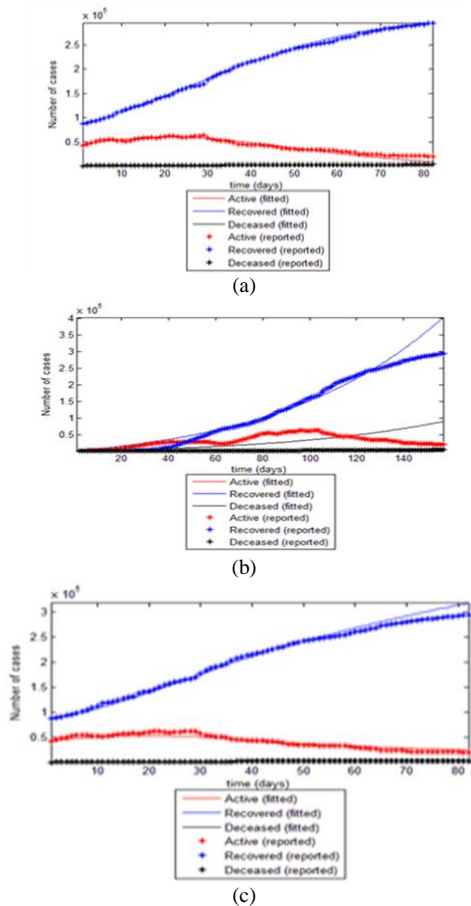 × 10⁵
2.5
2
1.5
1
0.5
Number of cases
10 20 30 40 50 60 70 80
time (days)
Active (fitted)
Recovered (fitted)
Deceased (fitted)
Active (reported)
Recovered (reported)
Deceased (reported)
(a)
× 10⁵
4
3.5
3
2.5
2
1.5
1
0.5
Number of cases
20 40 60 80 100 120 140
time (days)
Active (fitted)
Recovered (fitted)
Deceased (fitted)
Active (reported)
Recovered (reported)
Deceased (reported)
(b)
× 10⁵
3
2.5
2
1.5
1
0.5
Number of cases
10 20 30 40 50 60 70 80
time (days)
Active (fitted)
Recovered (fitted)
Deceased (fitted)
Active (reported)
Recovered (reported)
Deceased (reported)
(c)